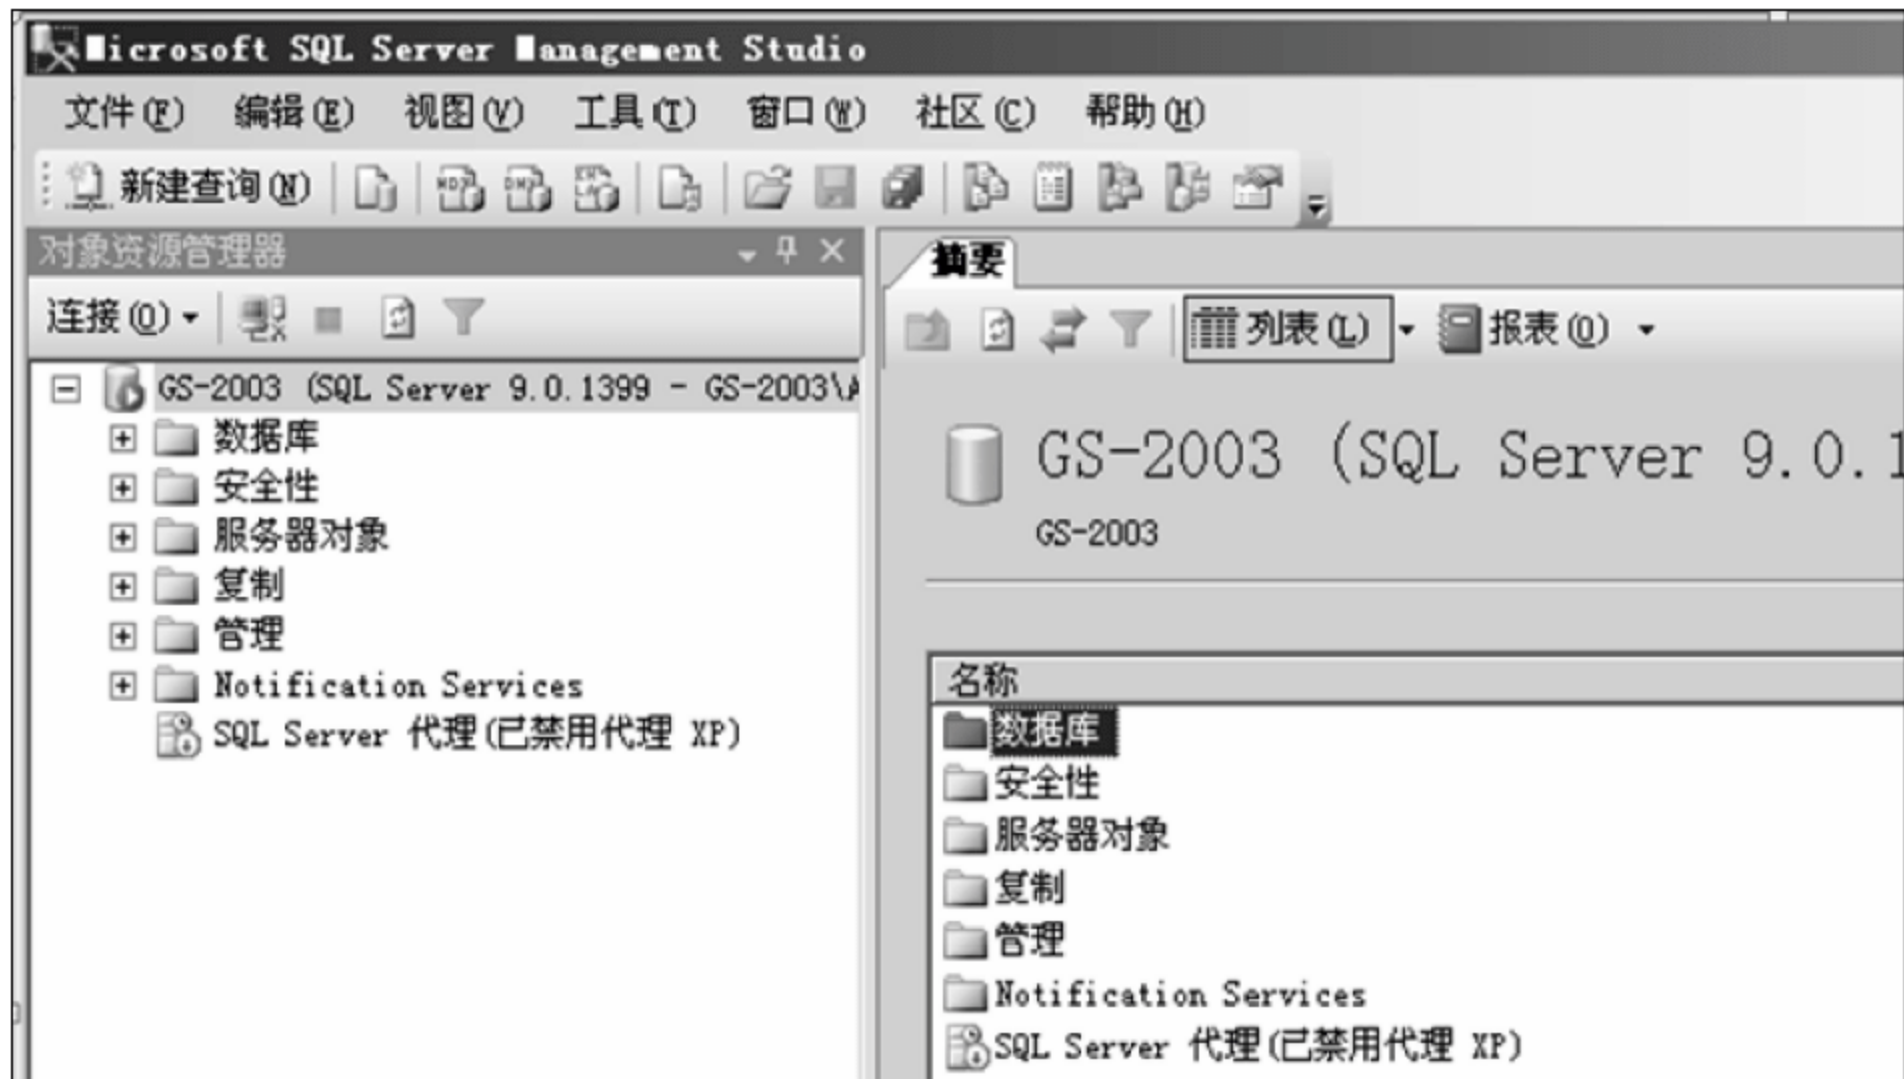 Microsoft SQL Server Management Studio
文件(F) 编辑(E) 视图(V) 工具(T) 窗口(W) 社区(C) 帮助(H)
新建查询(N)
对象资源管理器
连接(O)
GS-2003 (SQL Server 9.0.1399 - GS-2003\A
数据库
安全性
服务器对象
复制
管理
Notification Services
SQL Server 代理(已禁用代理 XP)
摘要
列表(L) 报表(O)
GS-2003 (SQL Server 9.0.1
GS-2003
名称
数据库
安全性
服务器对象
复制
管理
Notification Services
SQL Server 代理(已禁用代理 XP)